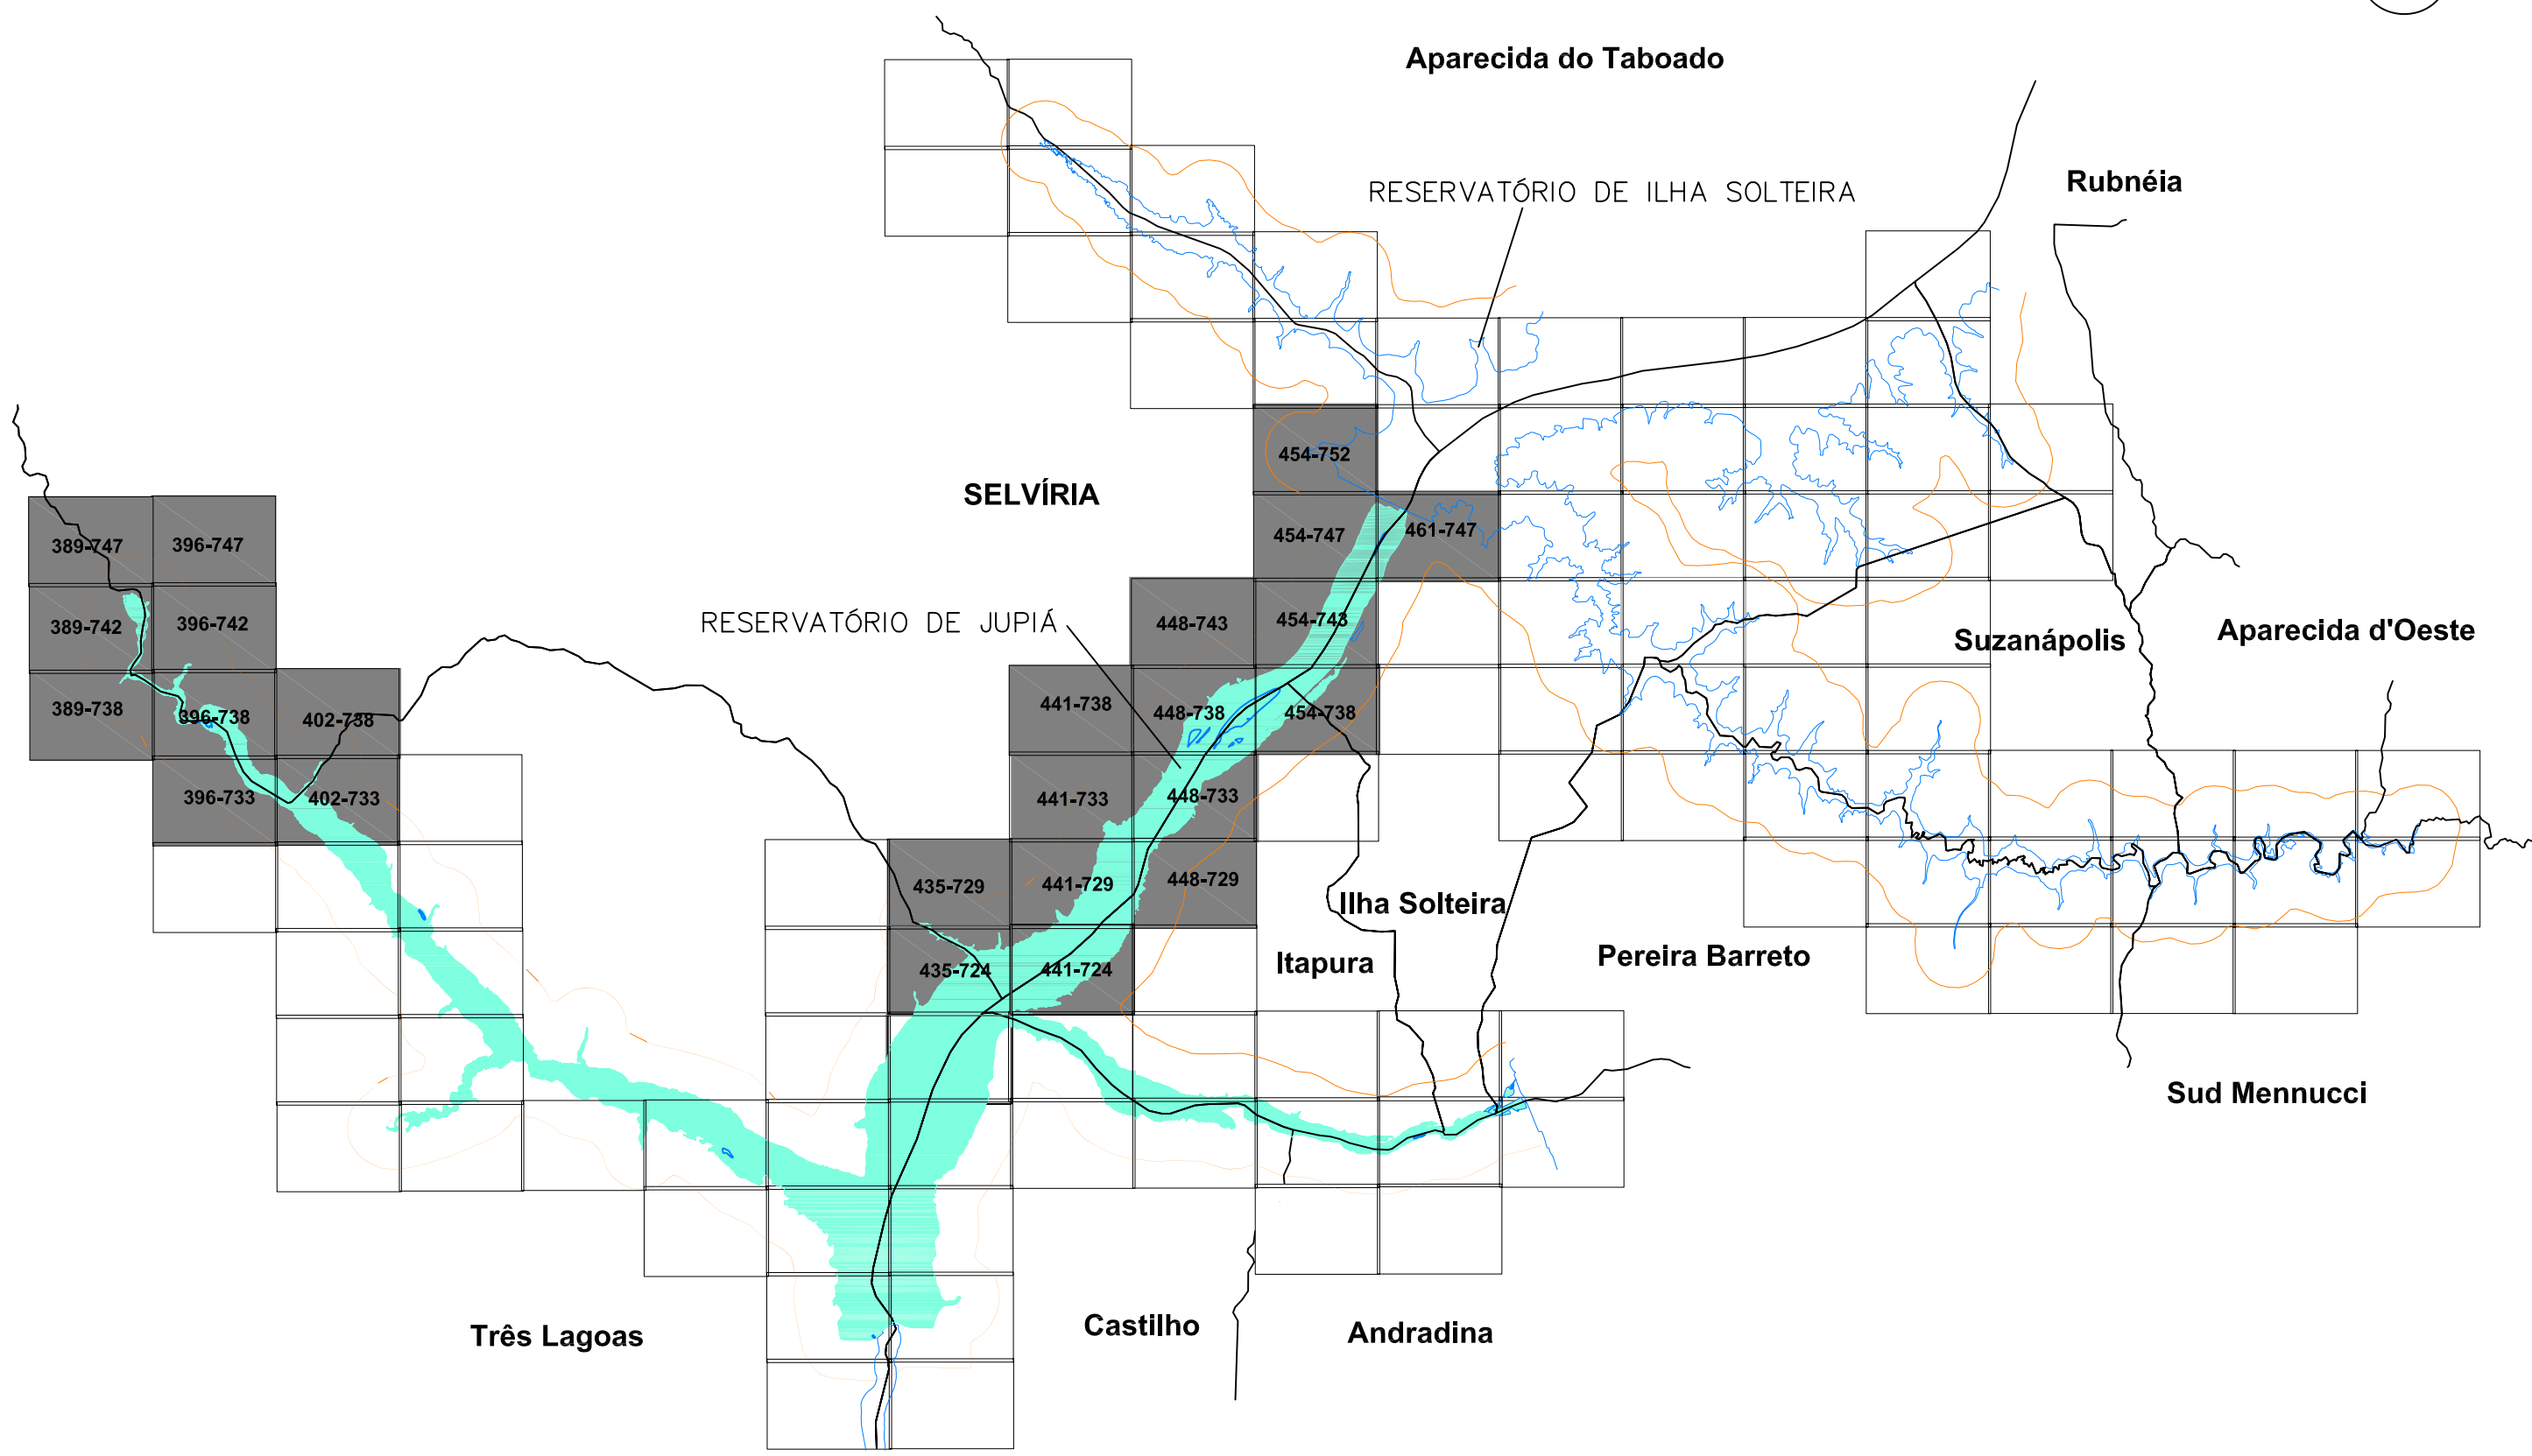 Aparecida do Taboado
Rubnéia
RESERVATÓRIO DE ILHA SOLTEIRA
454-752
SELVÍRIA
454-747
461-747
389-747
396-747
RESERVATÓRIO DE JUPIÁ
448-743
454-743
389-742
396-742
Suzanápolis
Aparecida d'Oeste
441-738
448-738
454-738
389-738
396-738
402-738
396-733
402-733
441-733
448-733
435-729
441-729
448-729
Ilha Solteira
435-724
441-724
Itapura
Pereira Barreto
Sud Mennucci
Três Lagoas
Castilho
Andradina